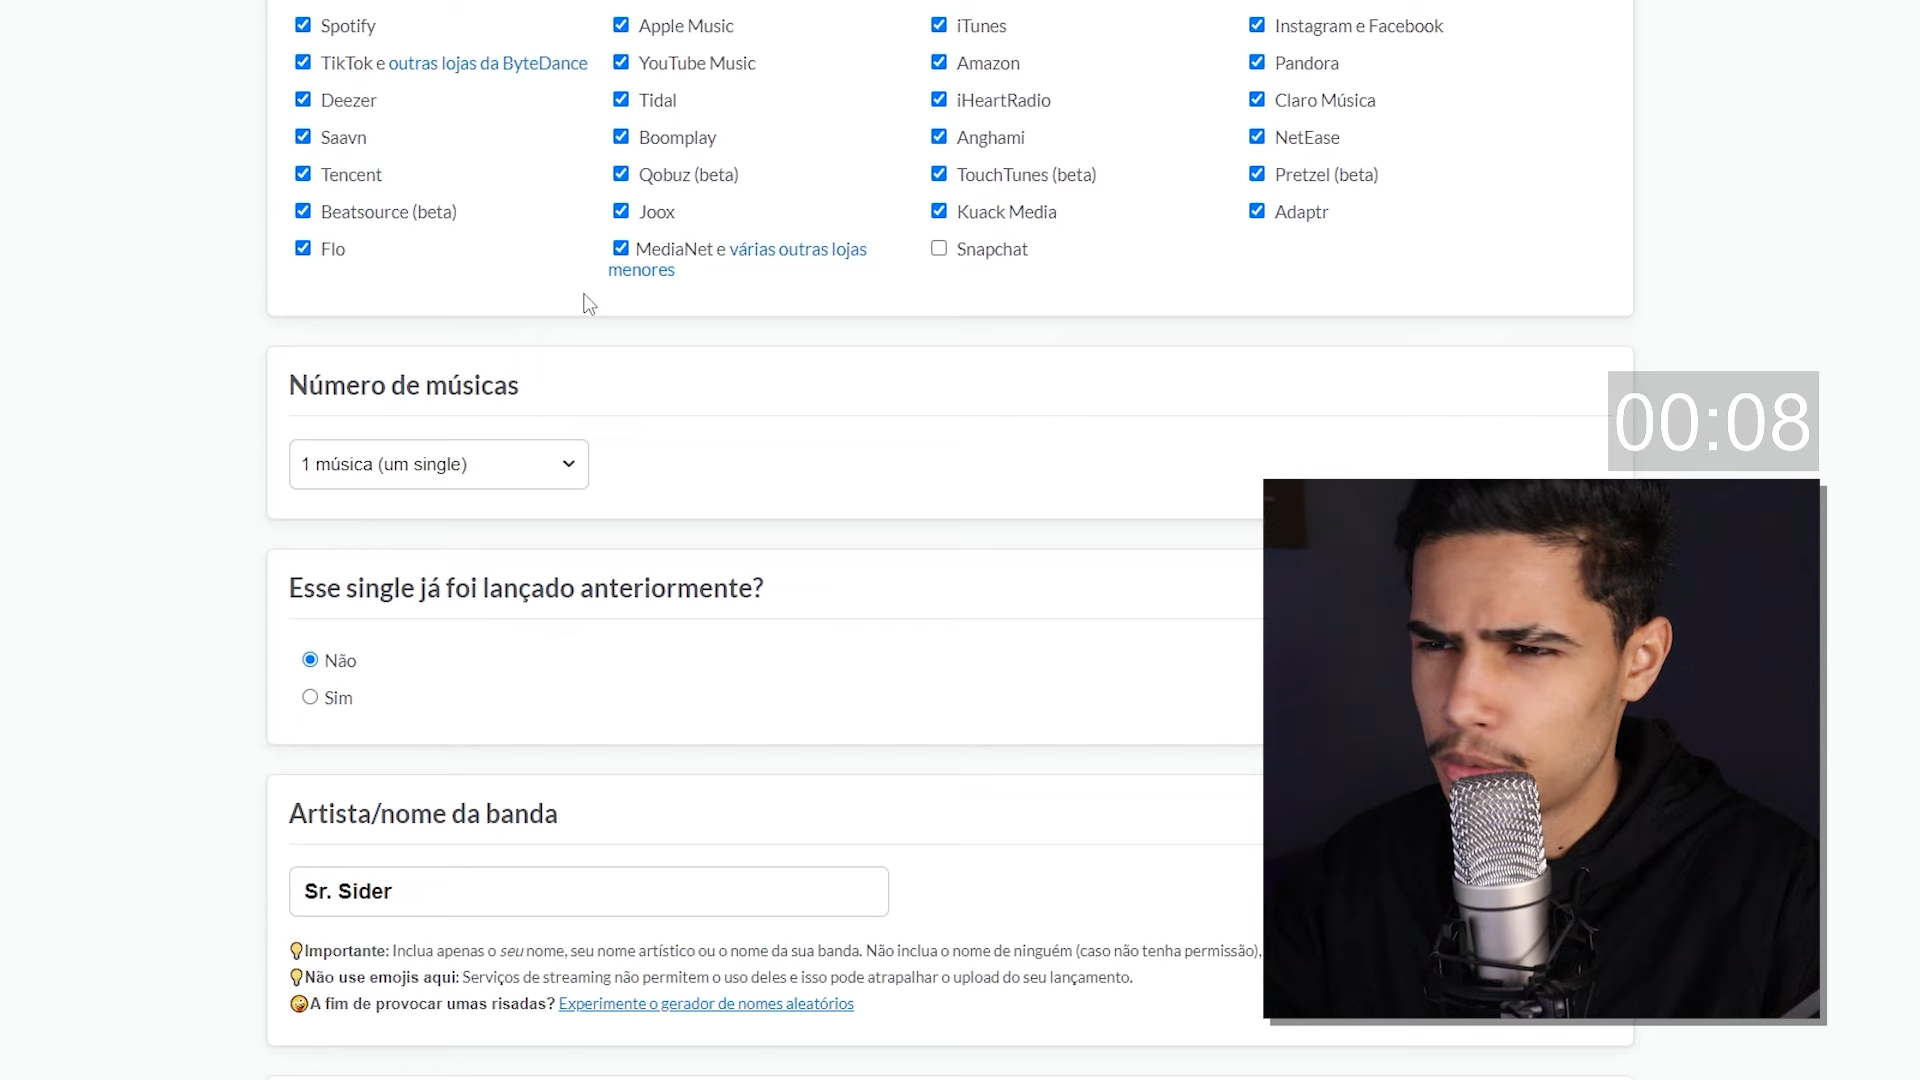 Spotify
Apple Music
iTunes
Instagram e Facebook
TikTok e outras lojas da ByteDance
YouTube Music
Amazon
Pandora
Deezer
Tidal
iHeartRadio
Claro Música
Saavn
Boomplay
Anghami
NetEase
Tencent
Qobuz (beta)
TouchTunes (beta)
Pretzel (beta)
Beatsource (beta)
Joox
Kuack Media
Adaptr
Flo
MediaNet e várias outras lojas
menores
Snapchat
Número de músicas
00:08
1 música (um single)
Esse single já foi lançado anteriormente?
Não
Sim
Artista/nome da banda
Sr. Sider
Importante: Inclua apenas o seu nome, seu nome artístico ou o nome da sua banda. Não inclua o nome de ninguém (caso não tenha permissão),
Não use emojis aqui: Serviços de streaming não permitem o uso deles e isso pode atrapalhar o upload do seu lançamento.
A fim de provocar umas risadas? Experimente o gerador de nomes aleatórios